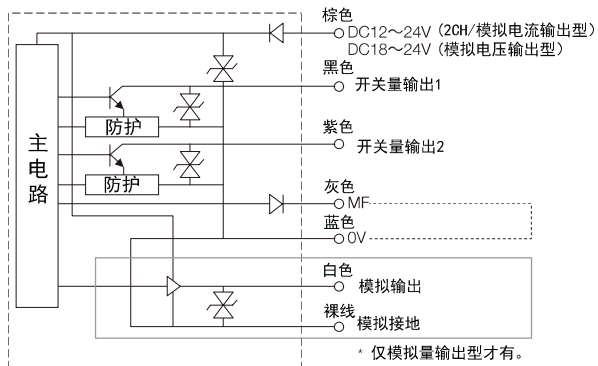 棕色
DC12～24V (2CH/模拟电流输出型)
DC18～24V (模拟电压输出型)
黑色
开关量输出1
防护
紫色
开关量输出2
防护
主电路
灰色
MF
蓝色
0V
白色
模拟输出
裸线
模拟接地
* 仅模拟量输出型才有。